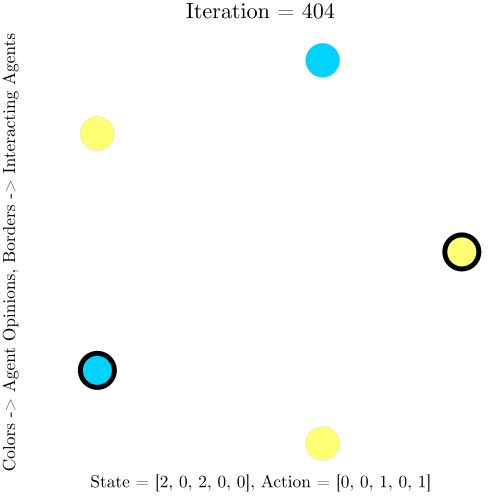 Iteration = 404
Colors -> Agent Opinions, Borders -> Interacting Agents
State = [2, 0, 2, 0, 0], Action = [0, 0, 1, 0, 1]